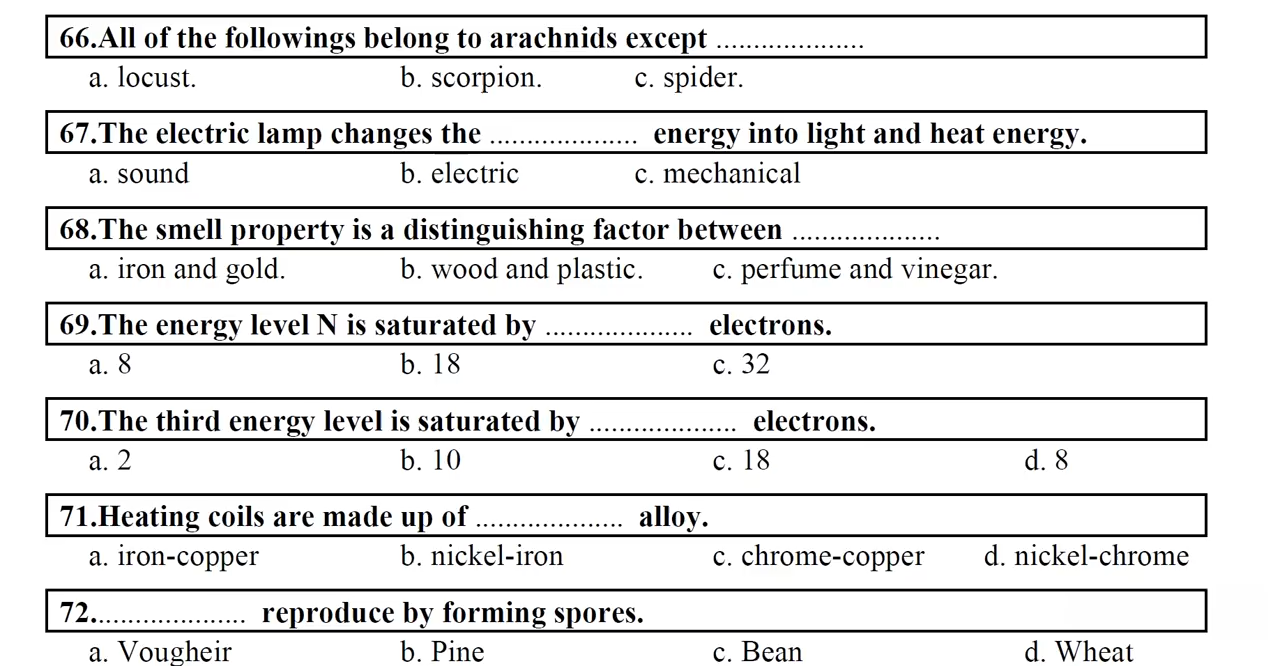 66.All of the followings belong to arachnids except ....................
a. locust. b. scorpion. c. spider.
67.The electric lamp changes the .................... energy into light and heat energy.
a. sound b. electric c. mechanical
68.The smell property is a distinguishing factor between ....................
a. iron and gold. b. wood and plastic. c. perfume and vinegar.
69.The energy level N is saturated by .................... electrons.
a. 8 b. 18 c. 32
70.The third energy level is saturated by .................... electrons.
a. 2 b. 10 c. 18 d. 8
71.Heating coils are made up of .................... alloy.
a. iron-copper b. nickel-iron c. chrome-copper d. nickel-chrome
72..................... reproduce by forming spores.
a. Vougheir b. Pine c. Bean d. Wheat